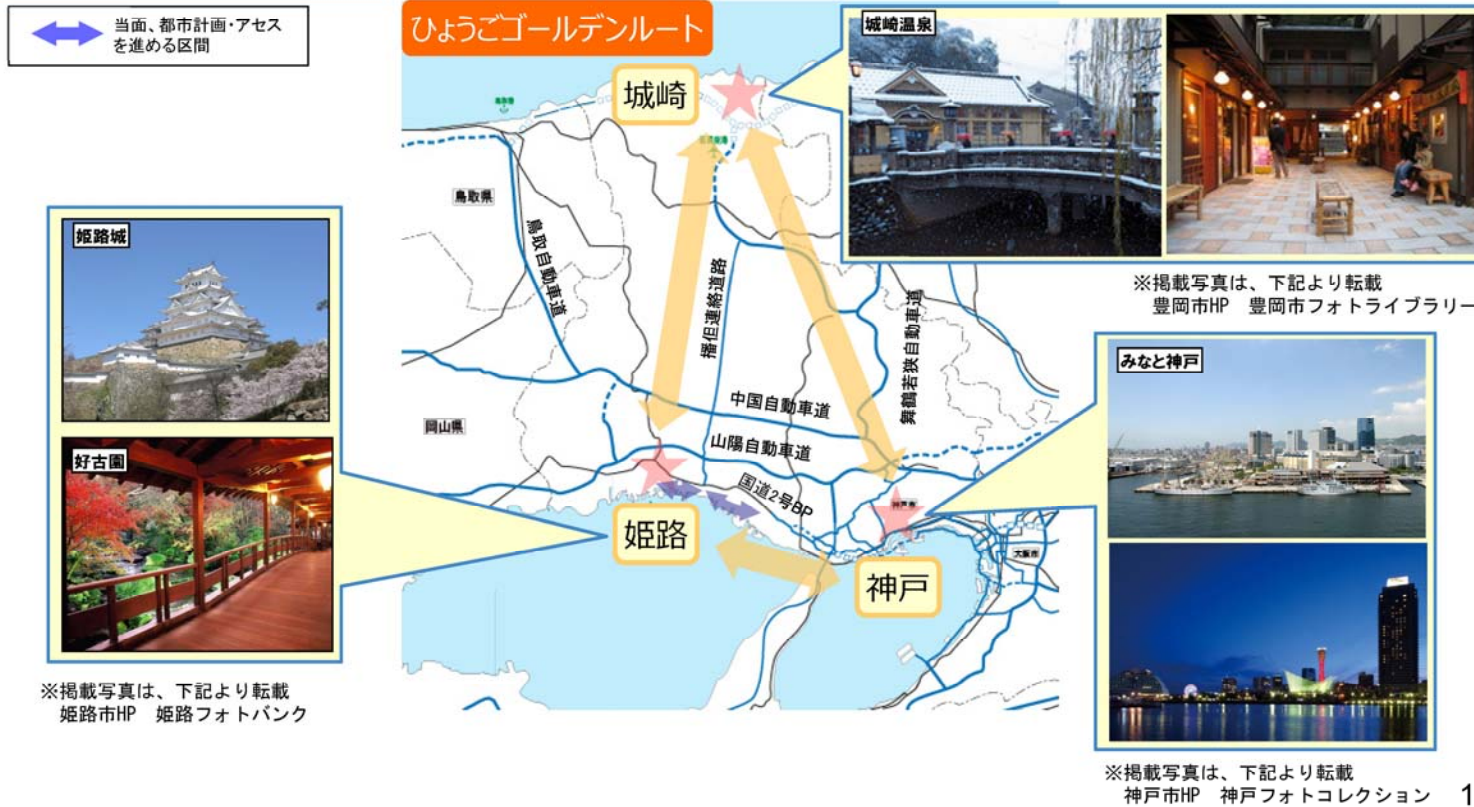 当面、都市計画・アセス
を進める区間
ひょうごゴールデンルート
城崎
城崎温泉
※掲載写真は、下記より転載
豊岡市HP 豊岡市フォトライブラリー
鳥取県
鳥取自動車道
播但連絡道路
舞鶴若狭自動車道
中国自動車道
山陽自動車道
国道2号BP
岡山県
姫路城
好古園
※掲載写真は、下記より転載
姫路市HP 姫路フォトバンク
姫路
神戸
神戸市
大阪市
みなと神戸
※掲載写真は、下記より転載
神戸市HP 神戸フォトコレクション
1